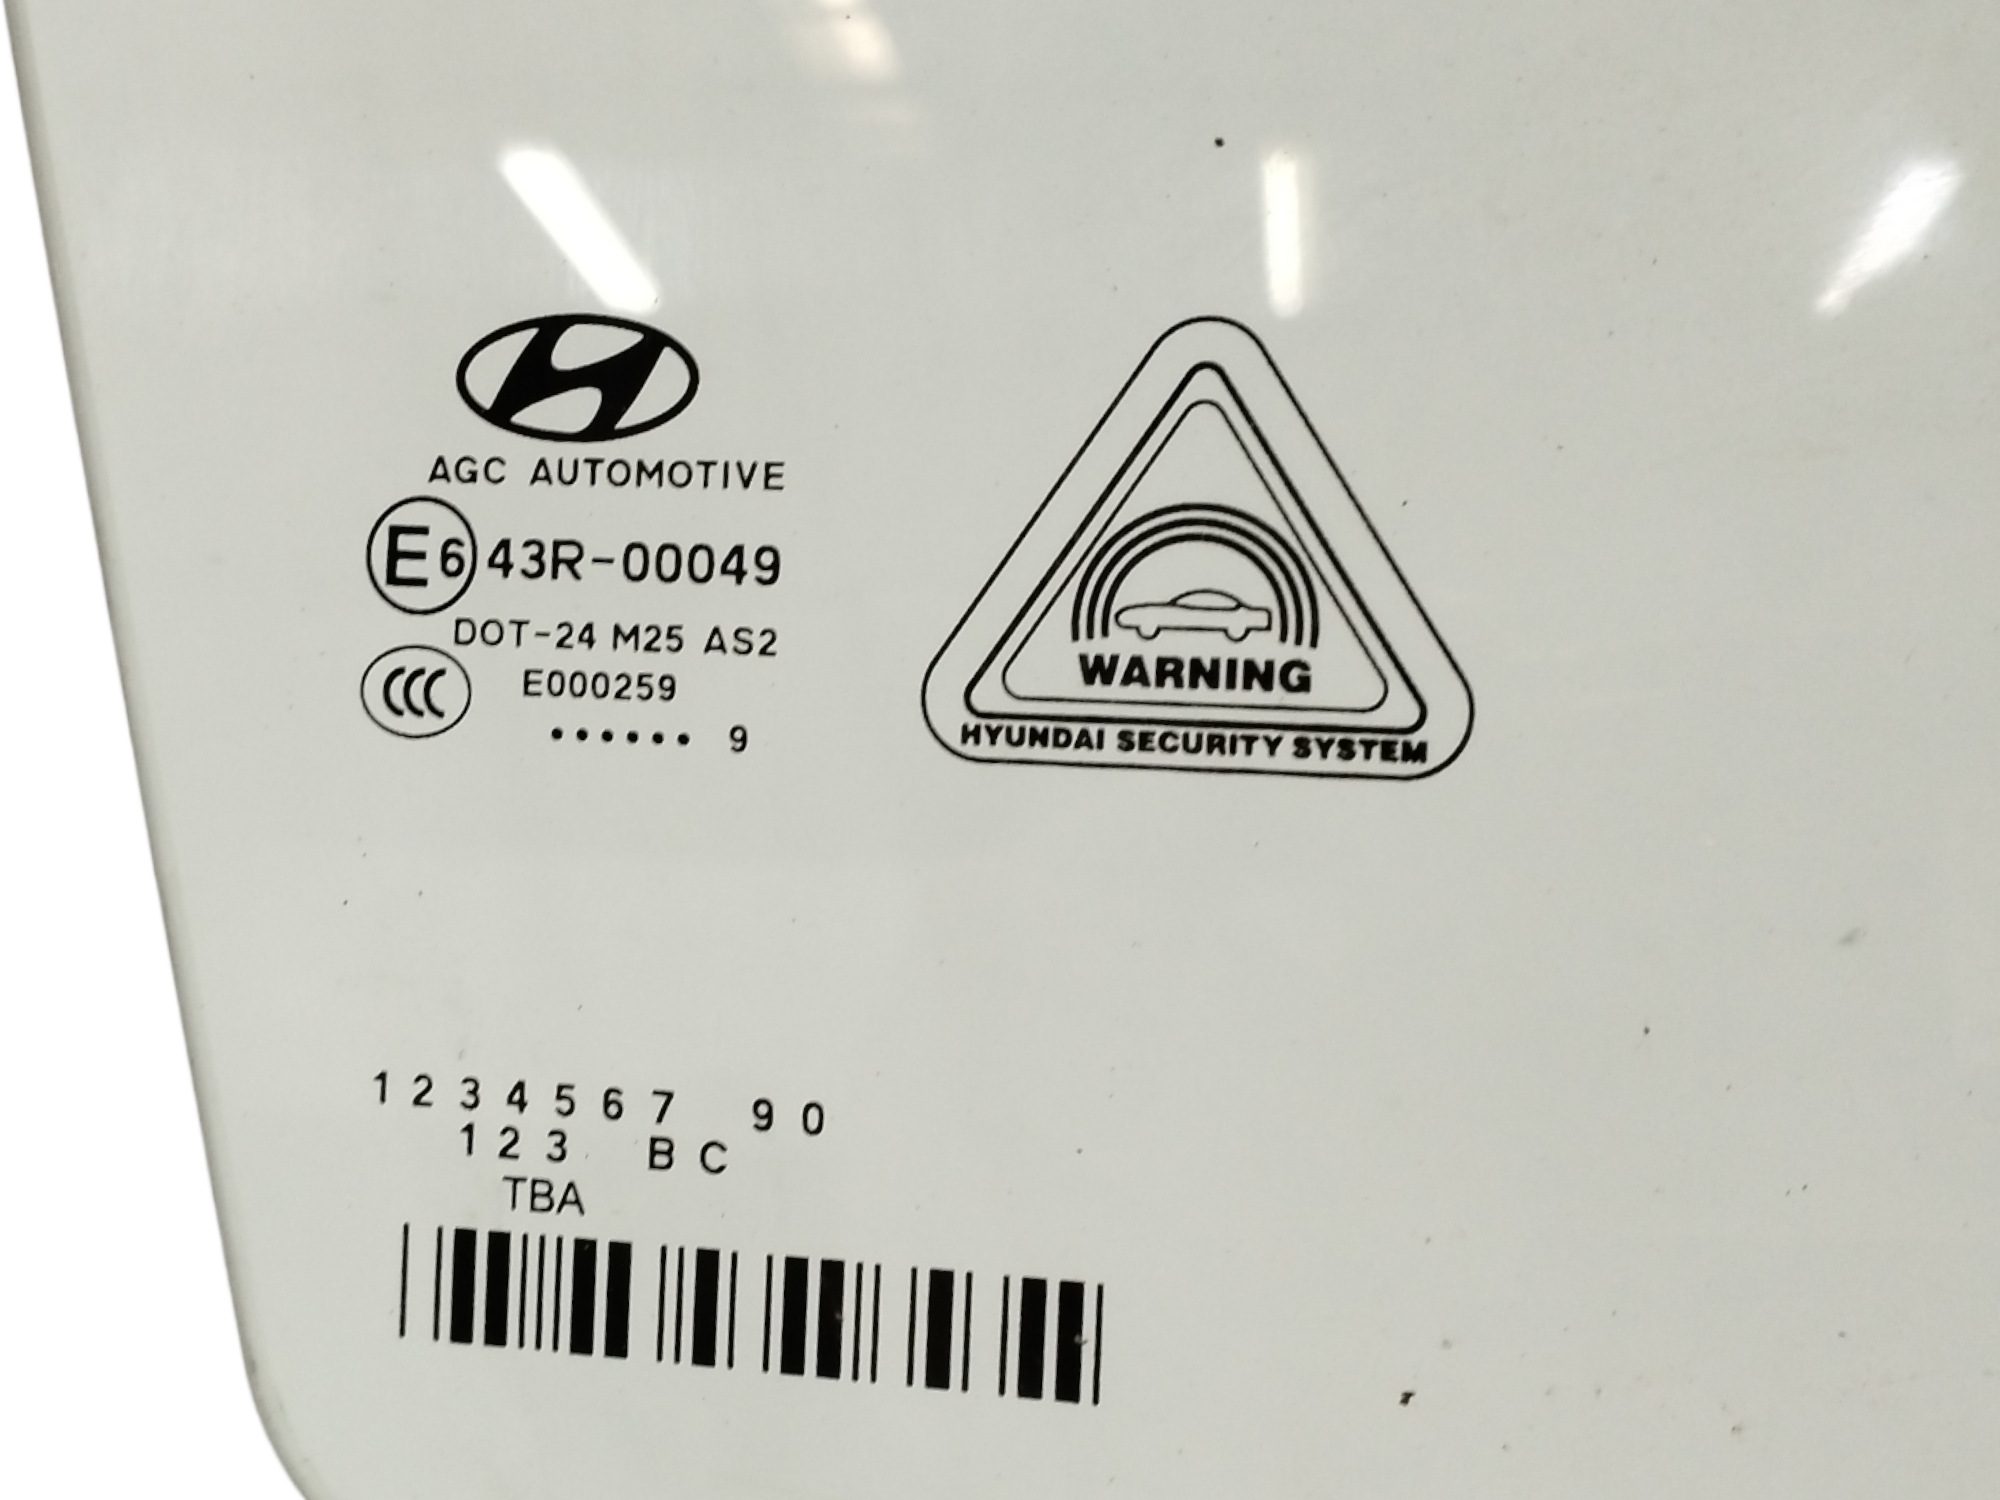 AGC AUTOMOTIVE
E6 43R-00049
DOT-24 M25 AS2
CCC E000259
•••••• 9
WARNING
HYUNDAI SECURITY SYSTEM
1 2 3 4 5 6 7 9 0
1 2 3 B C
TBA